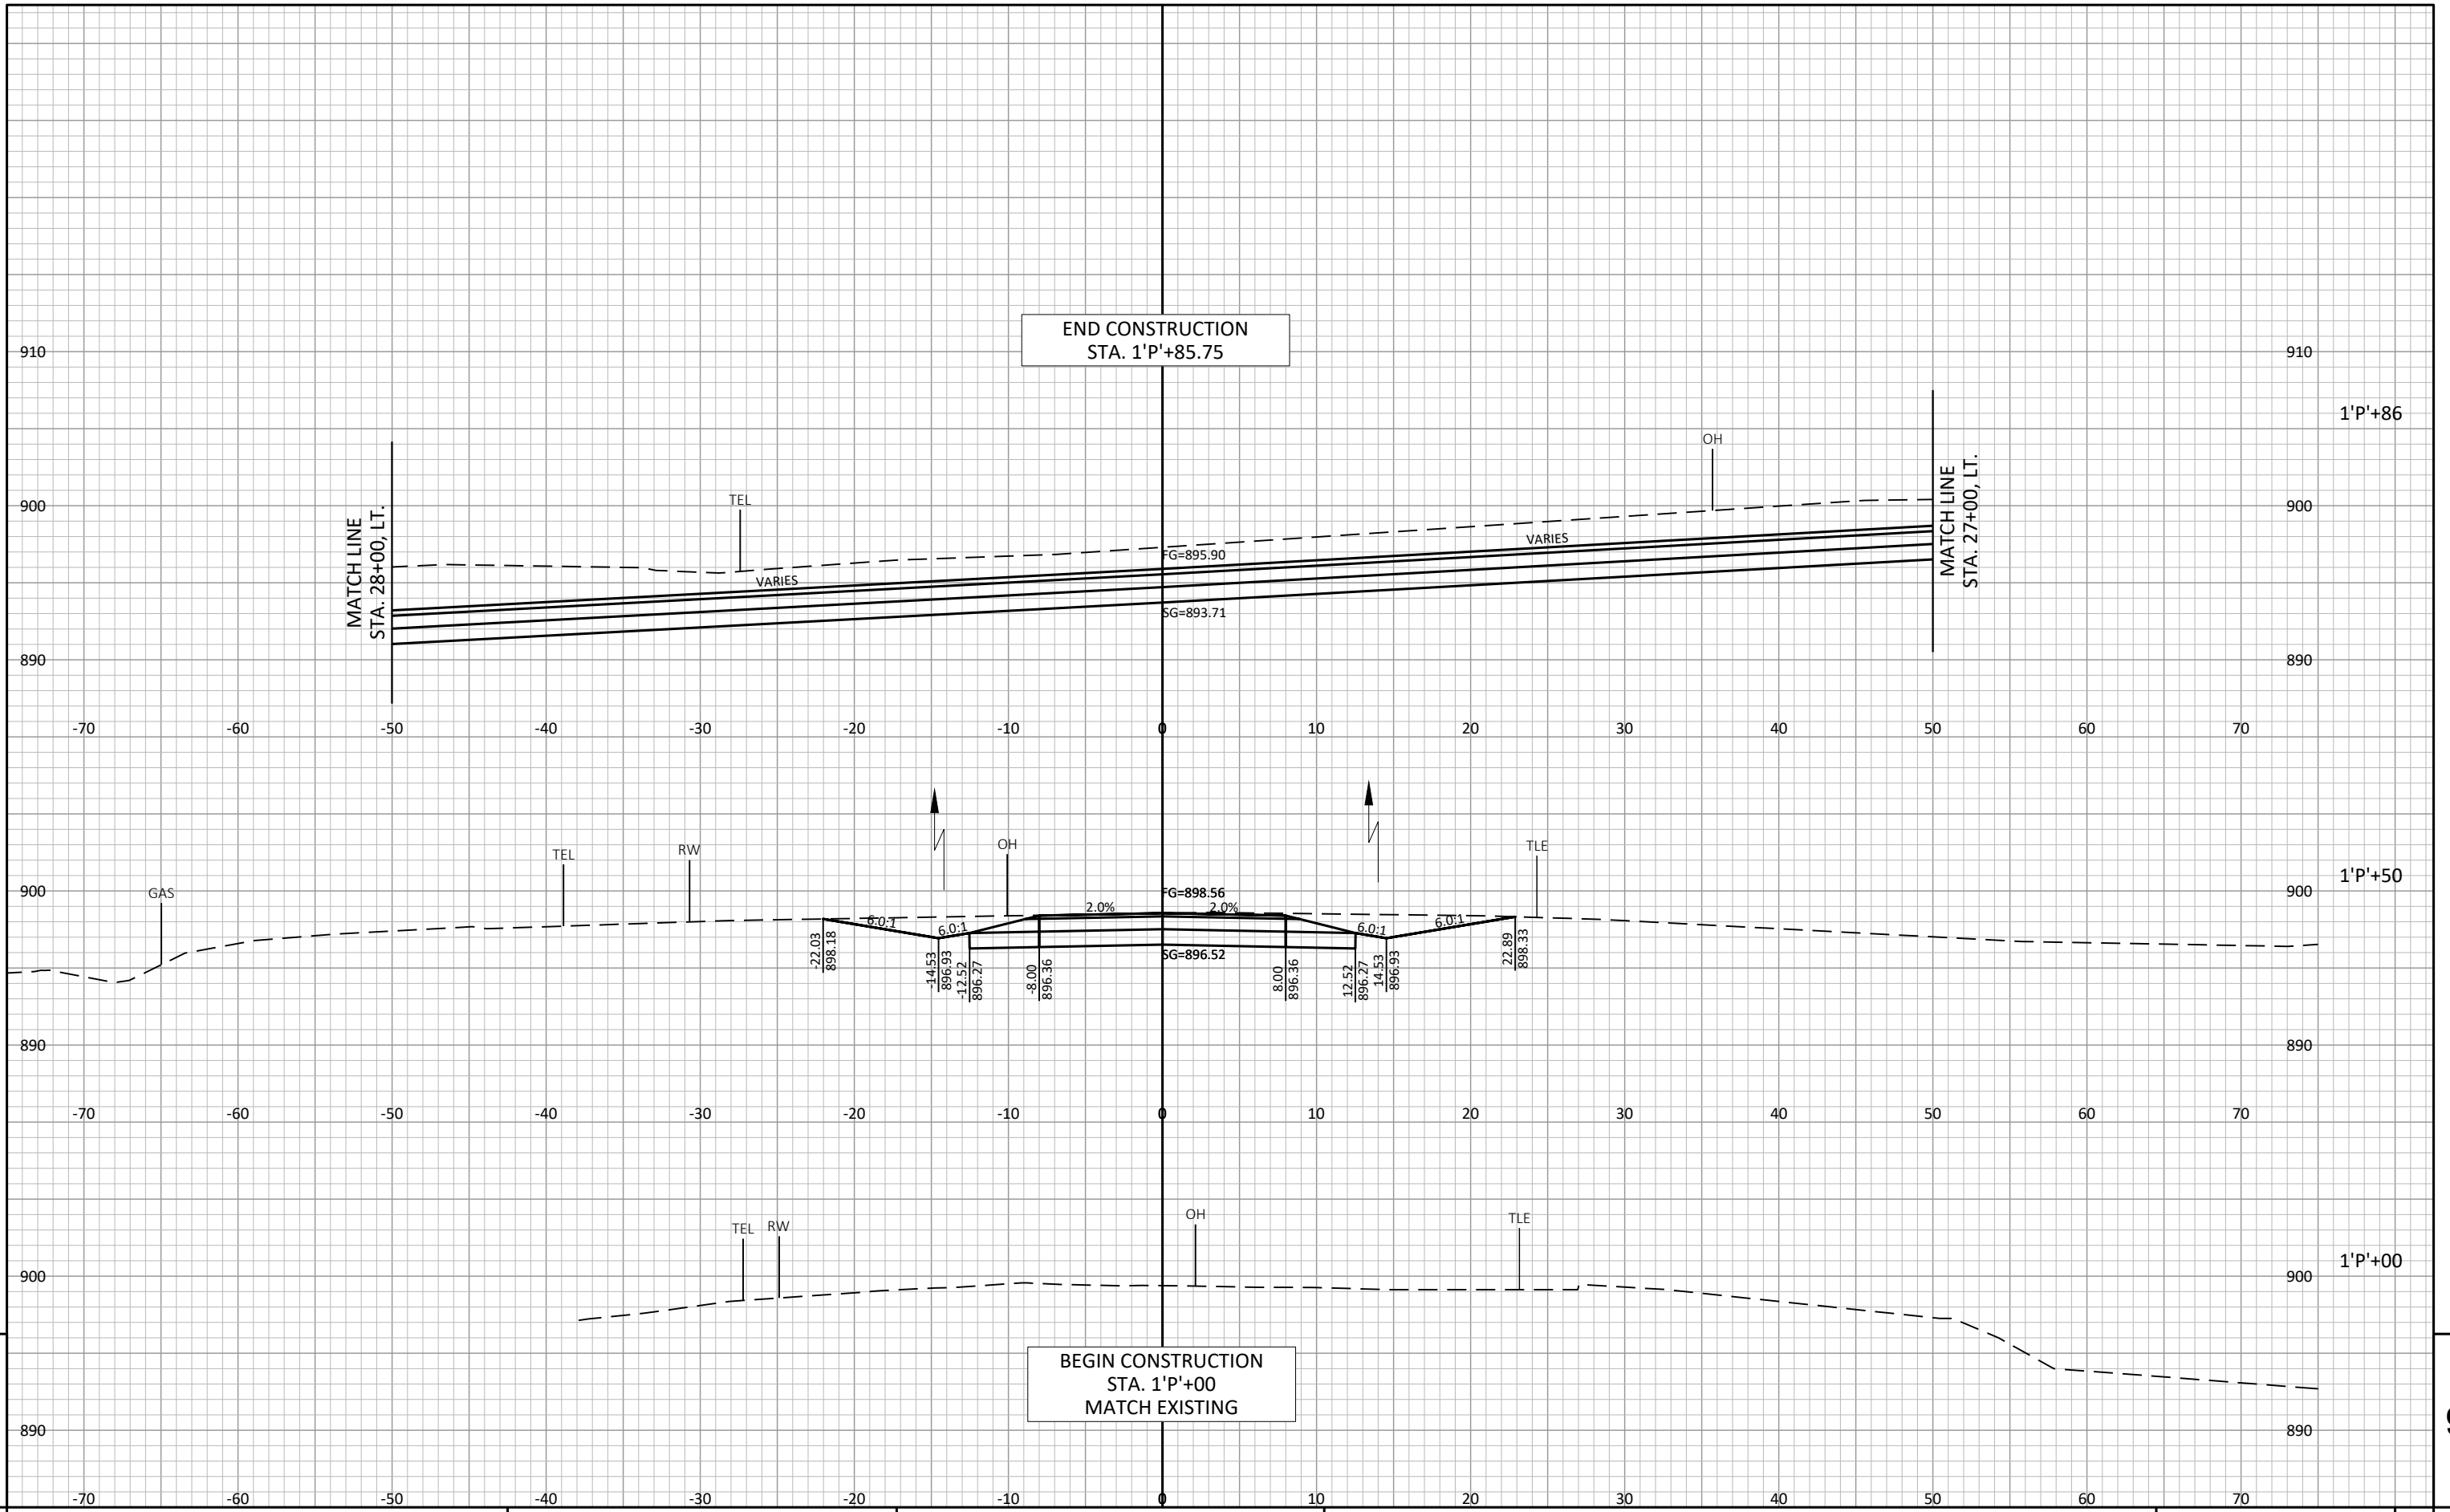 END CONSTRUCTION
STA. 1'P'+85.75
910
910
1'P'+86
OH
MATCH LINE
STA. 27+00, LT.
TEL
900
900
MATCH LINE
STA. 28+00, LT.
VARIES
FG=895.90
VARIES
SG=893.71
890
890
-70 -60 -50 -40 -30 -20 -10 0 10 20 30 40 50 60 70
TEL
RW
OH
TLE
GAS
1'P'+50
900
FG=898.56
900
2.0%
2.0%
6.0:1
6.0:1
6.0:1
6.0:1
SG=896.52
-22.03
898.18
-14.53
896.93
-12.52
896.27
-8.00
896.36
8.00
896.36
12.52
896.27
14.53
896.93
22.89
898.33
890
890
-70 -60 -50 -40 -30 -20 -10 0 10 20 30 40 50 60 70
TEL
RW
OH
TLE
1'P'+00
900
900
BEGIN CONSTRUCTION
STA. 1'P'+00
MATCH EXISTING
890
890
-70 -60 -50 -40 -30 -20 -10 0 10 20 30 40 50 60 70